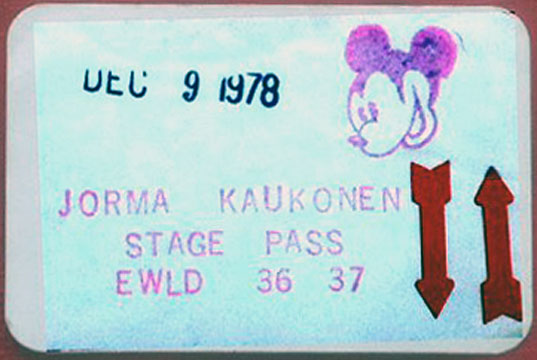 DEC 9 1978
JORMA KAUKONEN
STAGE PASS
EWLD 36 37